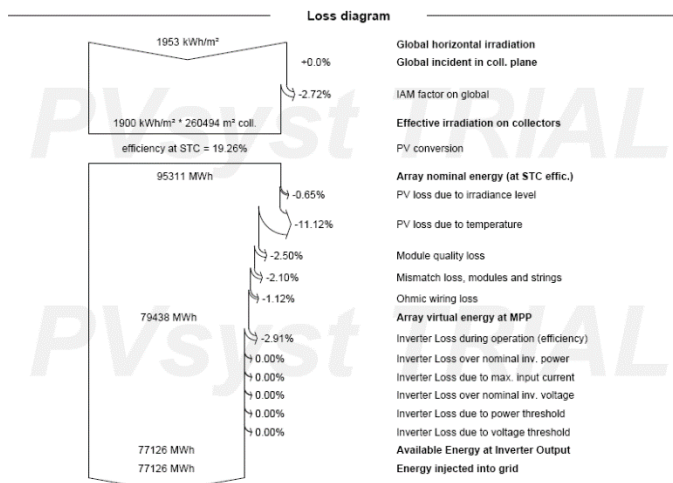 Loss diagram
1953 kWh/m² Global horizontal irradiation
+0.0% Global incident in coll. plane
-2.72% IAM factor on global
1900 kWh/m² * 260494 m² coll. Effective irradiation on collectors
efficiency at STC = 19.26% PV conversion
95311 MWh Array nominal energy (at STC effic.)
-0.65% PV loss due to irradiance level
-11.12% PV loss due to temperature
-2.50% Module quality loss
-2.10% Mismatch loss, modules and strings
-1.12% Ohmic wiring loss
79438 MWh Array virtual energy at MPP
-2.91% Inverter Loss during operation (efficiency)
0.00% Inverter Loss over nominal inv. power
0.00% Inverter Loss due to max. input current
0.00% Inverter Loss over nominal inv. voltage
0.00% Inverter Loss due to power threshold
0.00% Inverter Loss due to voltage threshold
77126 MWh Available Energy at Inverter Output
77126 MWh Energy injected into grid
PVsyst TRIAL
PVsyst TRIAL